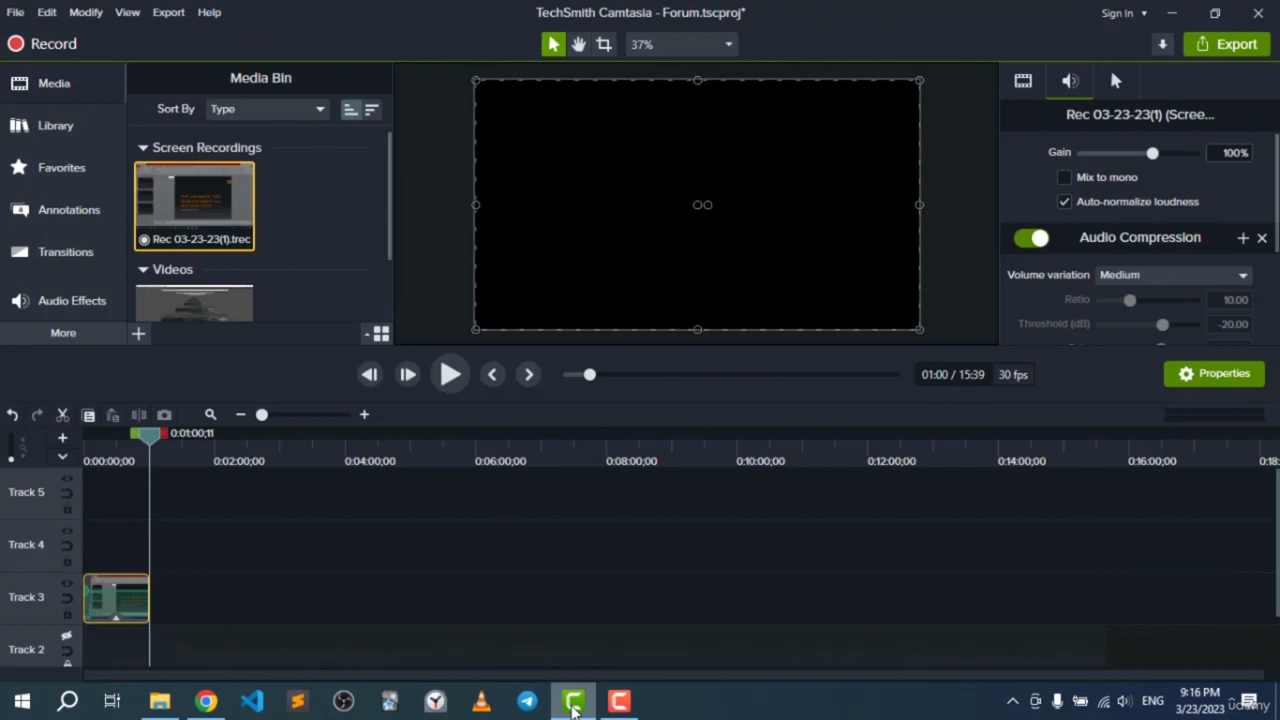 File Edit Modify View Export Help
TechSmith Camtasia - Forum.tscproj*
Sign In
Record
37%
Export
Media
Library
Favorites
Annotations
Transitions
Audio Effects
More
Media Bin
Sort By Type
Screen Recordings
Rec 03-23-23(1).trec
Videos
Rec 03-23-23(1) (Scree...
Gain 100%
Mix to mono
Auto-normalize loudness
Audio Compression
Volume variation Medium
Ratio 10.00
Threshold (dB) -20.00
01:00 / 15:39 30 fps
Properties
0:01:00;11
0:00:00;00 0:02:00;00 0:04:00;00 0:06:00;00 0:08:00;00 0:10:00;00 0:12:00;00 0:14:00;00 0:16:00;00 0:18:
Track 5
Track 4
Track 3
Track 2
ENG
9:16 PM
3/23/2023
Udemy